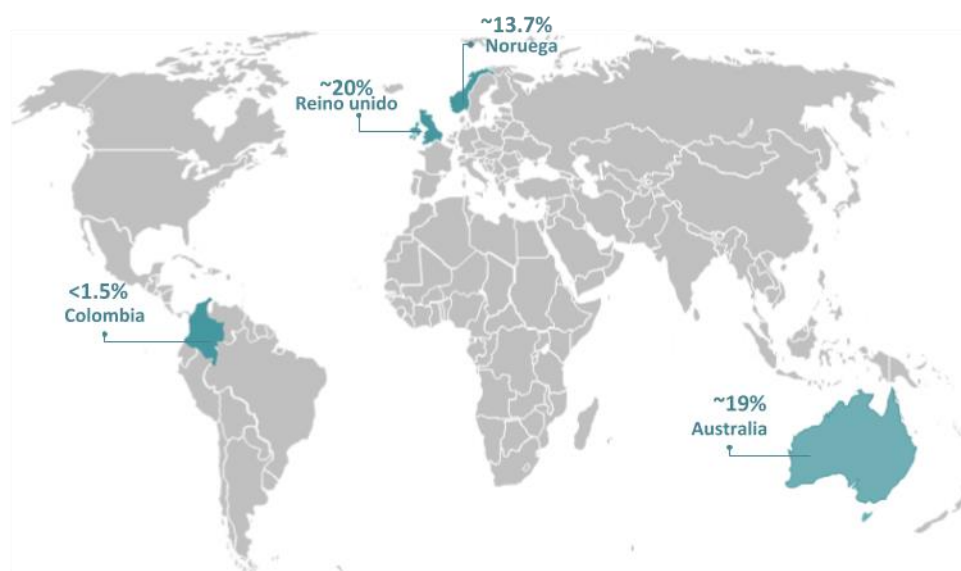 ~13.7%
Noruega
~20%
Reino unido
<1.5%
Colombia
~19%
Australia